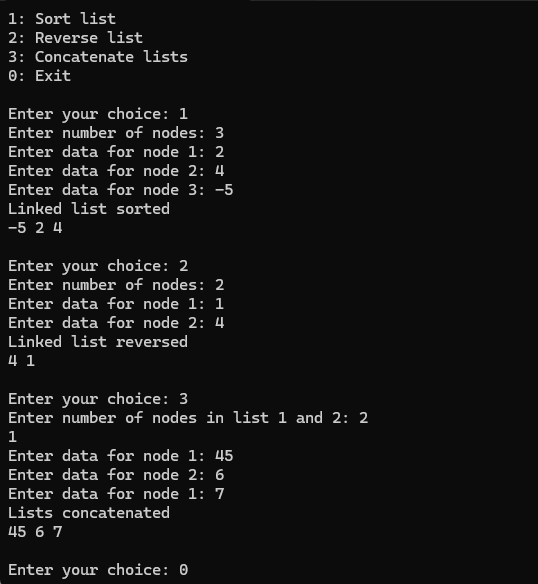 1: Sort list
2: Reverse list
3: Concatenate lists
0: Exit
Enter your choice: 1
Enter number of nodes: 3
Enter data for node 1: 2
Enter data for node 2: 4
Enter data for node 3: -5
Linked list sorted
-5 2 4
Enter your choice: 2
Enter number of nodes: 2
Enter data for node 1: 1
Enter data for node 2: 4
Linked list reversed
4 1
Enter your choice: 3
Enter number of nodes in list 1 and 2: 2
1
Enter data for node 1: 45
Enter data for node 2: 6
Enter data for node 1: 7
Lists concatenated
45 6 7
Enter your choice: 0